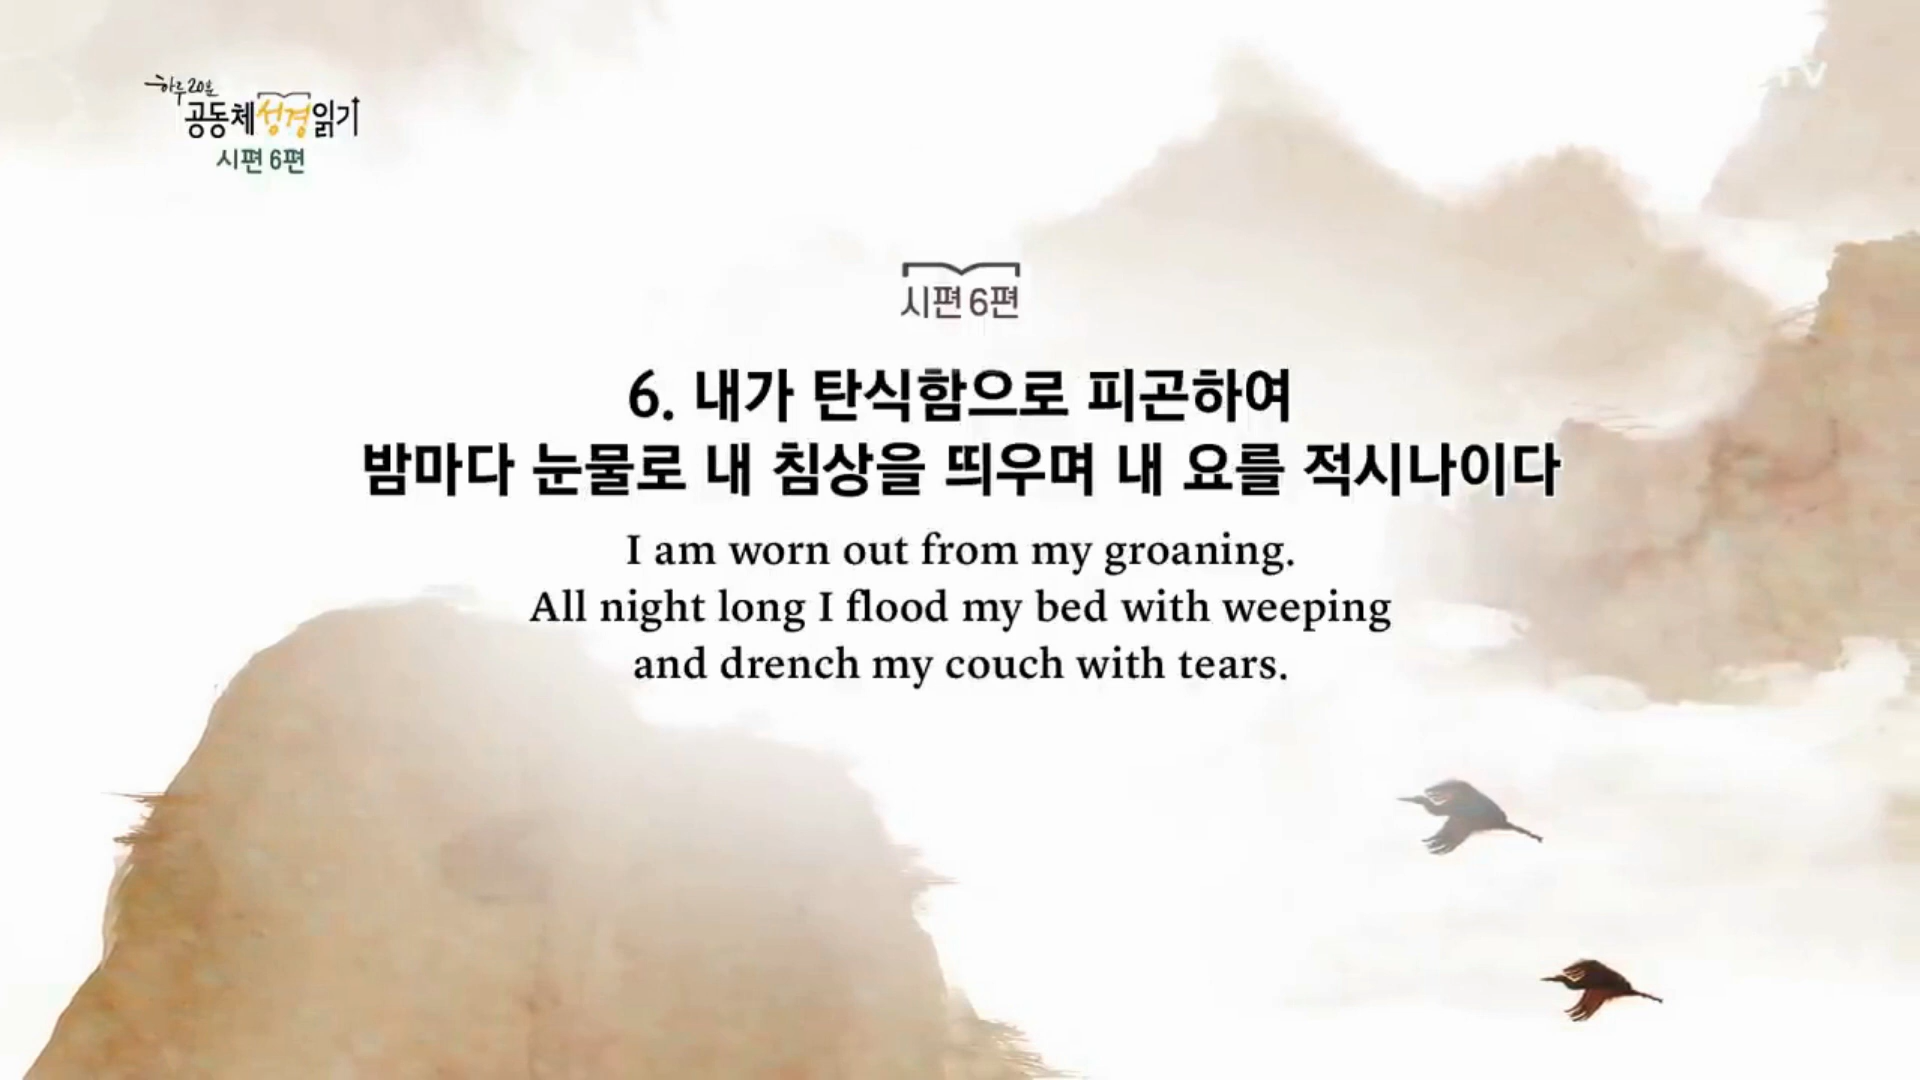 하루 20분
공동체성경읽기
시편 6편
시편 6편
6. 내가 탄식함으로 피곤하여
밤마다 눈물로 내 침상을 띄우며 내 요를 적시나이다
I am worn out from my groaning.
All night long I flood my bed with weeping
and drench my couch with tears.